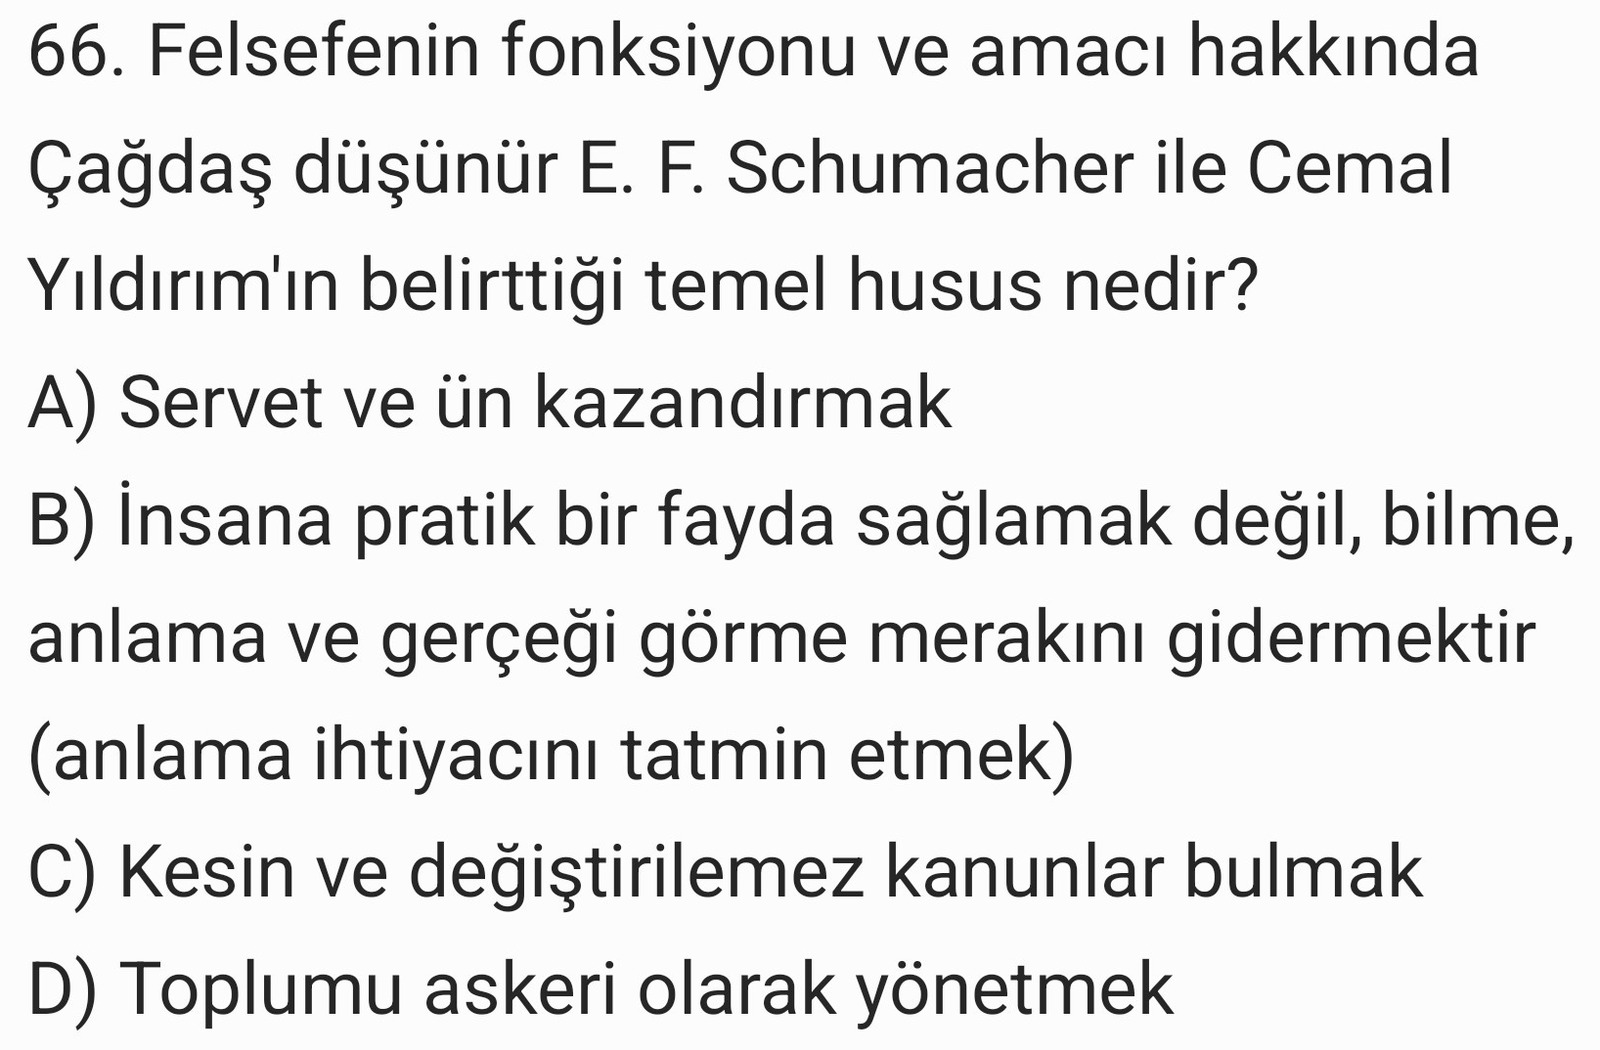 66. Felsefenin fonksiyonu ve amacı hakkında
Çağdaş düşünür E. F. Schumacher ile Cemal
Yıldırım'ın belirttiği temel husus nedir?
A) Servet ve ün kazandırmak
B) İnsana pratik bir fayda sağlamak değil, bilme,
anlama ve gerçeği görme merakını gidermektir
(anlama ihtiyacını tatmin etmek)
C) Kesin ve değiştirilemez kanunlar bulmak
D) Toplumu askeri olarak yönetmek